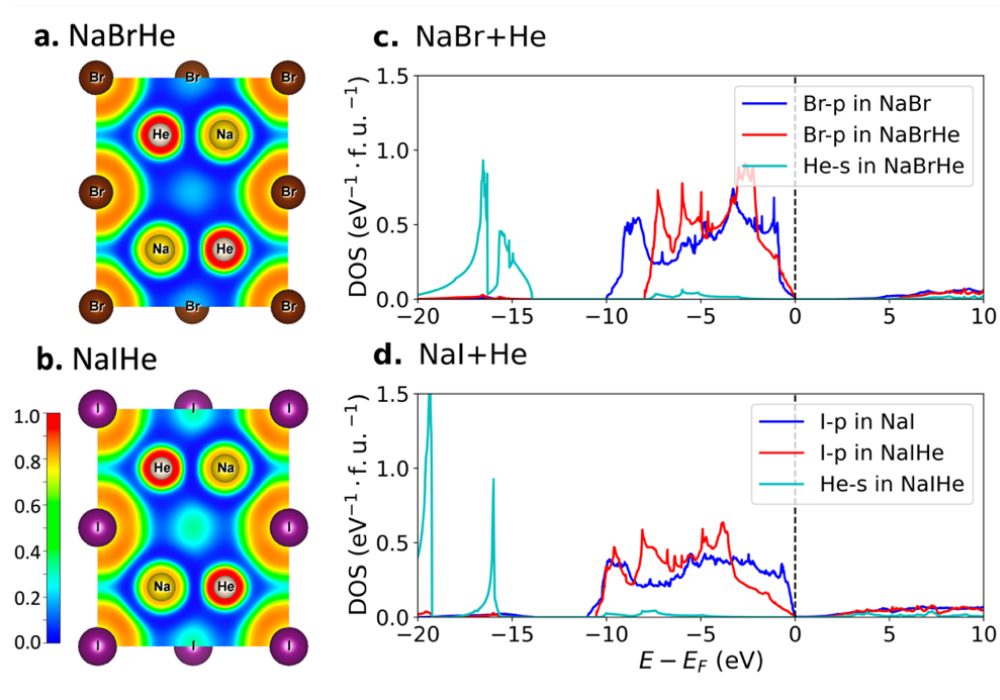 a. NaBrHe
Br Br Br
He Na
Br Br
Na He
Br Br Br
b. NaIHe
1.0
0.8
0.6
0.4
0.2
0.0
I I I
He Na
I I
Na He
I I I
c. NaBr+He
DOS (eV⁻¹ · f. u. ⁻¹)
1.5
1.0
0.5
0.0
Br-p in NaBr
Br-p in NaBrHe
He-s in NaBrHe
−20 −15 −10 −5 0 5 10
d. NaI+He
DOS (eV⁻¹ · f. u. ⁻¹)
1.5
1.0
0.5
0.0
I-p in NaI
I-p in NaIHe
He-s in NaIHe
−20 −15 −10 −5 0 5 10
E − E_F (eV)